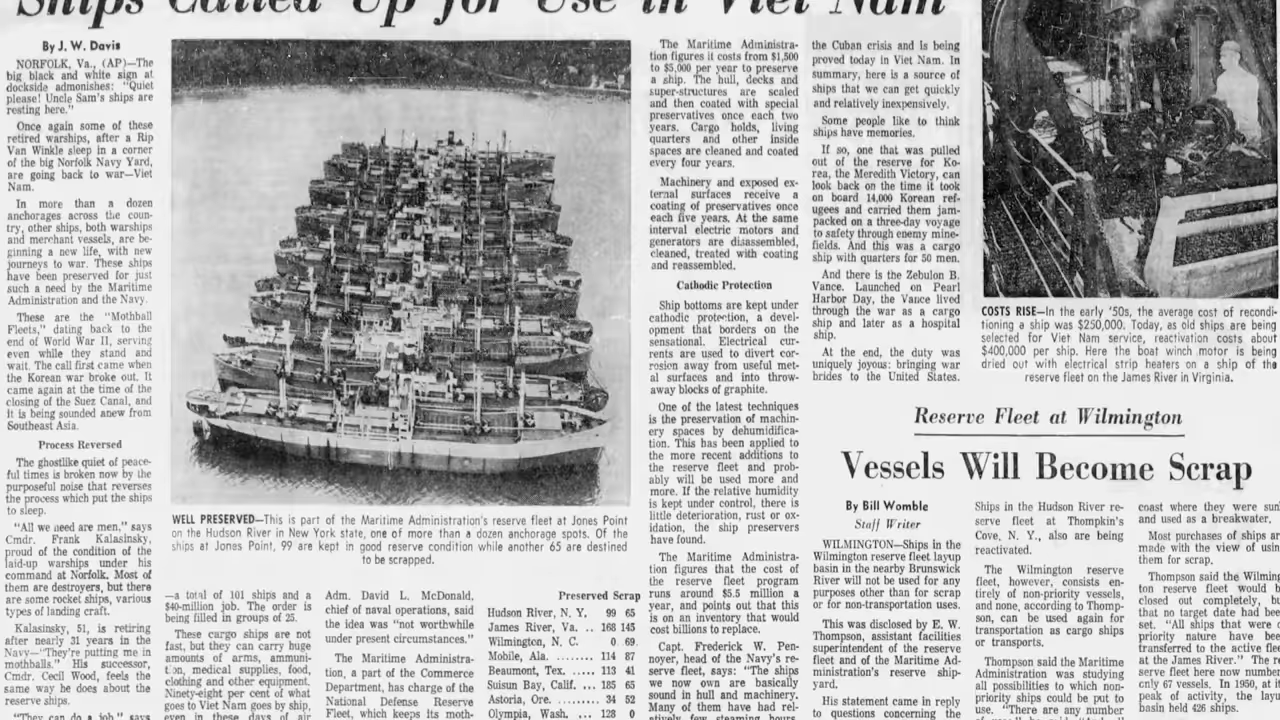 Ships Called Up for Use in Viet Nam
By J. W. Davis
NORFOLK, Va., (AP)—The
big black and white sign at
dockside admonishes: "Quiet
please! Uncle Sam's ships are
resting here."
Once again some of these
retired warships, after a Rip
Van Winkle sleep in a corner
of the big Norfolk Navy Yard,
are going back to war—Viet
Nam.
In more than a dozen
anchorages across the coun-
try, other ships, both warships
and merchant vessels, are be-
ginning a new life, with new
journeys to war. These ships
have been preserved for just
such a need by the Maritime
Administration and the Navy.
These are the "Mothball
Fleets," dating back to the
end of World War II, serving
even while they stand and
wait. The call first came when
the Korean war broke out. It
came again at the time of the
closing of the Suez Canal, and
it is being sounded anew from
Southeast Asia.
Process Reversed
The ghostlike quiet of peace-
ful times is broken now by the
purposeful noise that reverses
the process which put the ships
to sleep.
"All we need are men," says
Cmdr. Frank Kalasinsky,
proud of the condition of the
laid-up warships under his
command at Norfolk. Most of
them are destroyers, but there
are some rocket ships, various
types of landing craft.
Kalasinsky, 51, is retiring
after nearly 31 years in the
Navy—"They're putting me in
mothballs." His successor,
Cmdr. Cecil Wood, feels the
same way he does about the
reserve ships.
"They can do a job," says
WELL PRESERVED—This is part of the Maritime Administration's reserve fleet at Jones Point
on the Hudson River in New York state, one of more than a dozen anchorage spots. Of the
ships at Jones Point, 99 are kept in good reserve condition while another 65 are destined
to be scrapped.
—a total of 101 ships and a
$40-million job. The order is
being filled in groups of 25.
These cargo ships are not
fast, but they can carry huge
amounts of arms, ammuni-
tion, medical supplies, food,
clothing and other equipment.
Ninety-eight per cent of what
goes to Viet Nam goes by ship,
even in these days of air
Adm. David L. McDonald,
chief of naval operations, said
the idea was "not worthwhile
under present circumstances."
The Maritime Administra-
tion, a part of the Commerce
Department, has charge of the
National Defense Reserve
Fleet, which keeps its moth-
Preserved Scrap
Hudson River, N. Y. 99 65
James River, Va. .. 168 145
Wilmington, N. C. 0 69.
Mobile, Ala. ........ 114 87
Beaumont, Tex. ..... 113 41
Suisun Bay, Calif. ... 185 65
Astoria, Ore. ....... 34 52
Olympia, Wash. ... 128 0
The Maritime Administra-
tion figures it costs from $1,500
to $5,000 per year to preserve
a ship. The hull, decks and
super-structures are scaled
and then coated with special
preservatives once each two
years. Cargo holds, living
quarters and other inside
spaces are cleaned and coated
every four years.
Machinery and exposed ex-
ternal surfaces receive a
coating of preservatives once
each five years. At the same
interval electric motors and
generators are disassembled,
cleaned, treated with coating
and reassembled.
Cathodic Protection
Ship bottoms are kept under
cathodic protection, a devel-
opment that borders on the
sensational. Electrical cur-
rents are used to divert cor-
rosion away from useful met-
al surfaces and into throw-
away blocks of graphite.
One of the latest techniques
is the preservation of machin-
ery spaces by dehumidifica-
tion. This has been applied to
the more recent additions to
the reserve fleet and prob-
ably will be used more and
more. If the relative humidity
is kept under control, there is
little deterioration, rust or ox-
idation, the ship preservers
have found.
The Maritime Administra-
tion figures that the cost of
the reserve fleet program
runs around $5.5 million a
year, and points out that this
is on an inventory that would
cost billions to replace.
Capt. Frederick W. Pen-
noyer, head of the Navy's re-
serve fleet, says: "The ships
we now own are basically
sound in hull and machinery.
Many of them have had rel-
atively few steaming hours.
the Cuban crisis and is being
proved today in Viet Nam. In
summary, here is a source of
ships that we can get quickly
and relatively inexpensively.
Some people like to think
ships have memories.
If so, one that was pulled
out of the reserve for Ko-
rea, the Meredith Victory, can
look back on the time it took
on board 14,000 Korean ref-
ugees and carried them jam-
packed on a three-day voyage
to safety through enemy mine-
fields. And this was a cargo
ship with quarters for 50 men.
And there is the Zebulon B.
Vance. Launched on Pearl
Harbor Day, the Vance lived
through the war as a cargo
ship and later as a hospital
ship.
At the end, the duty was
uniquely joyous: bringing war
brides to the United States.
COSTS RISE—In the early '50s, the average cost of recondi-
tioning a ship was $250,000. Today, as old ships are being
selected for Viet Nam service, reactivation costs about
$400,000 per ship. Here the boat winch motor is being
dried out with electrical strip heaters on a ship of the
reserve fleet on the James River in Virginia.
Reserve Fleet at Wilmington
Vessels Will Become Scrap
By Bill Womble
Staff Writer
WILMINGTON—Ships in the
Wilmington reserve fleet layup
basin in the nearby Brunswick
River will not be used for any
purposes other than for scrap
or for non-transportation uses.
This was disclosed by E. W.
Thompson, assistant facilities
superintendent of the reserve
fleet and of the Maritime Ad-
ministration's reserve ship-
yard.
His statement came in reply
to questions concerning the
Ships in the Hudson River re-
serve fleet at Thompkin's
Cove, N. Y., also are being
reactivated.
The Wilmington reserve
fleet, however, consists en-
tirely of non-priority vessels,
and none, according to Thomp-
son, can be used again for
transportation as cargo ships
or transports.
Thompson said the Maritime
Administration was studying
all possibilities to which non-
priority ships could be put to
use. "There are any number
coast where they were sun
and used as a breakwater.
Most purchases of ships ar
made with the view of usin
them for scrap.
Thompson said the Wilming
ton reserve fleet would b
closed out completely, bu
that no target date had bee
set. "All ships that were o
priority nature have bee
transferred to the active flee
at the James River." The re
serve fleet here now number
only 67 vessels. In 1950, at it
peak of activity, the layu
basin held 426 ships.